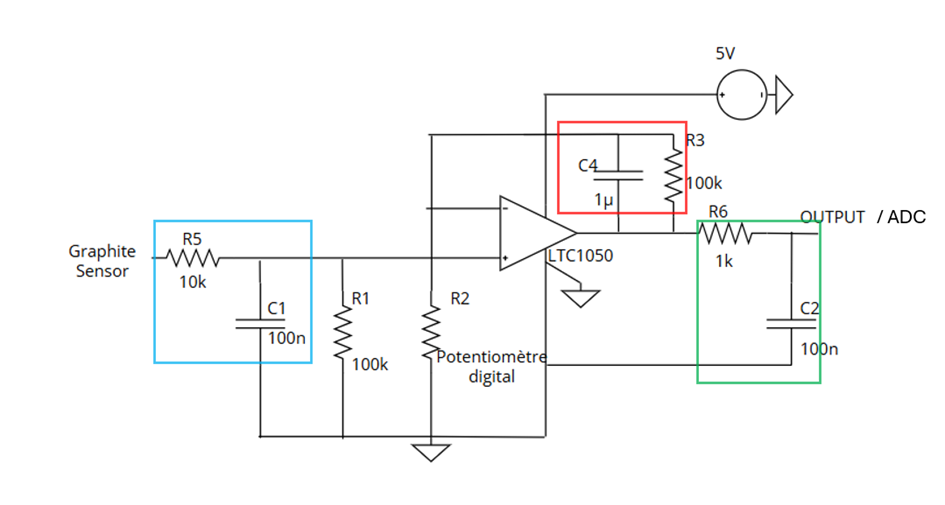 5V
C4
R3
1µ
100k
R6
OUTPUT / ADC
Graphite
Sensor
R5
10k
1k
LTC1050
C1
100n
R1
100k
R2
Potentiomètre
digital
C2
100n